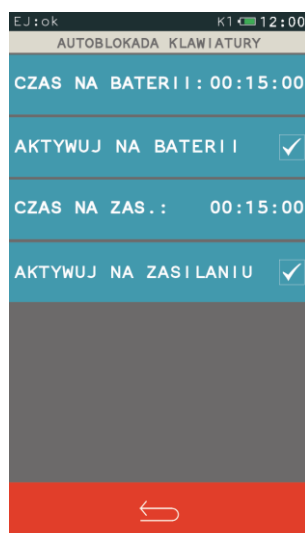 EJ:ok K1 12:00
AUTOBLOKADA KLAWIATURY
CZAS NA BATERII: 00:15:00
AKTYWUJ NA BATERII
CZAS NA ZAS.: 00:15:00
AKTYWUJ NA ZASILANIU